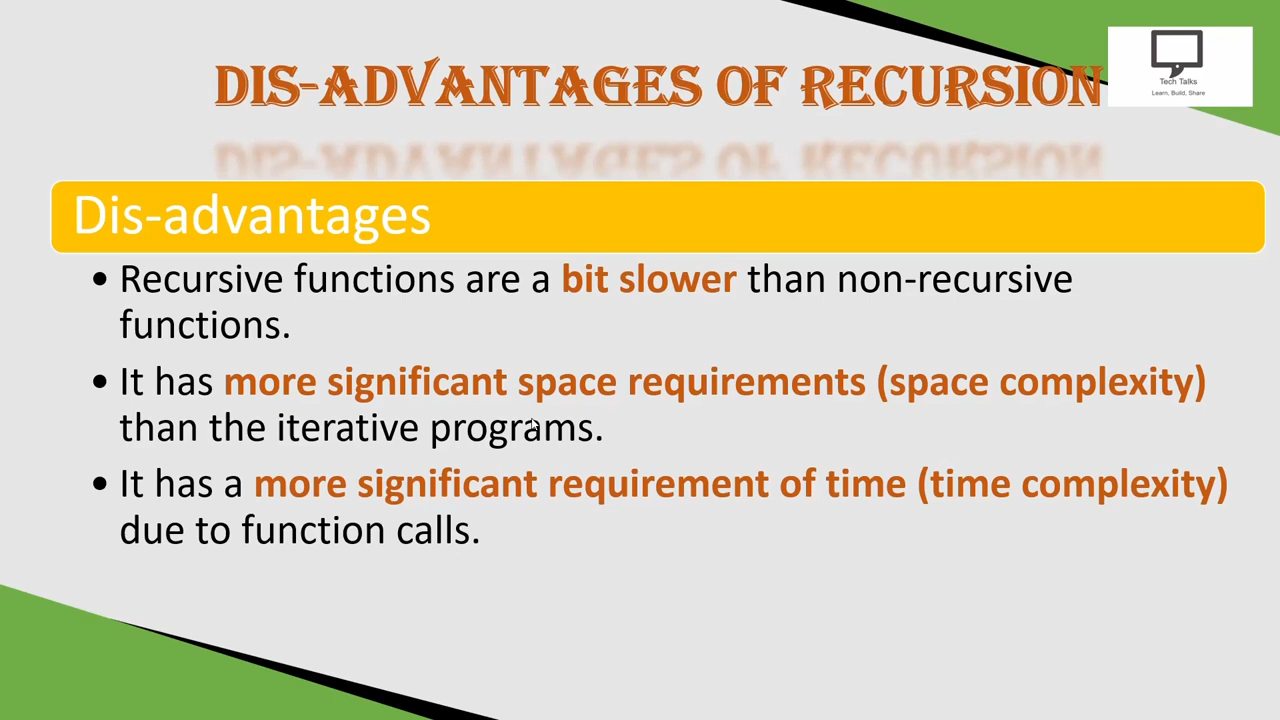 DIS-ADVANTAGES OF RECURSION
Tech Talks
Learn, Build, Share
Dis-advantages
• Recursive functions are a bit slower than non-recursive
functions.
• It has more significant space requirements (space complexity)
than the iterative programs.
• It has a more significant requirement of time (time complexity)
due to function calls.